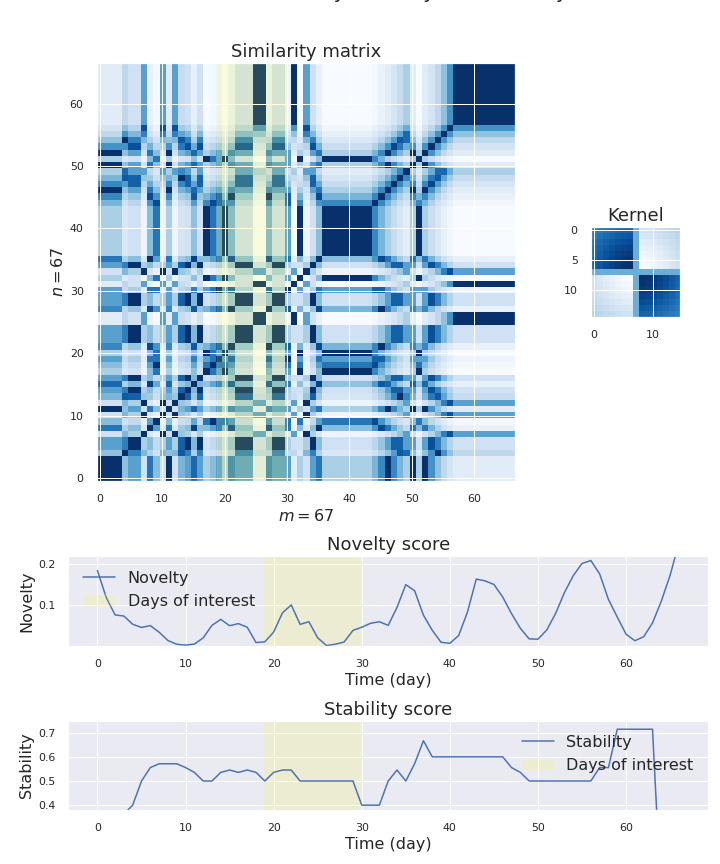 Similarity matrix
60
50
40
30
20
10
0
n = 67
0 10 20 30 40 50 60
m = 67
Kernel
0
5
10
0 10
Novelty score
0.2
0.1
Novelty
Novelty
Days of interest
0 10 20 30 40 50 60
Time (day)
Stability score
0.7
0.6
0.5
0.4
Stability
Stability
Days of interest
0 10 20 30 40 50 60
Time (day)